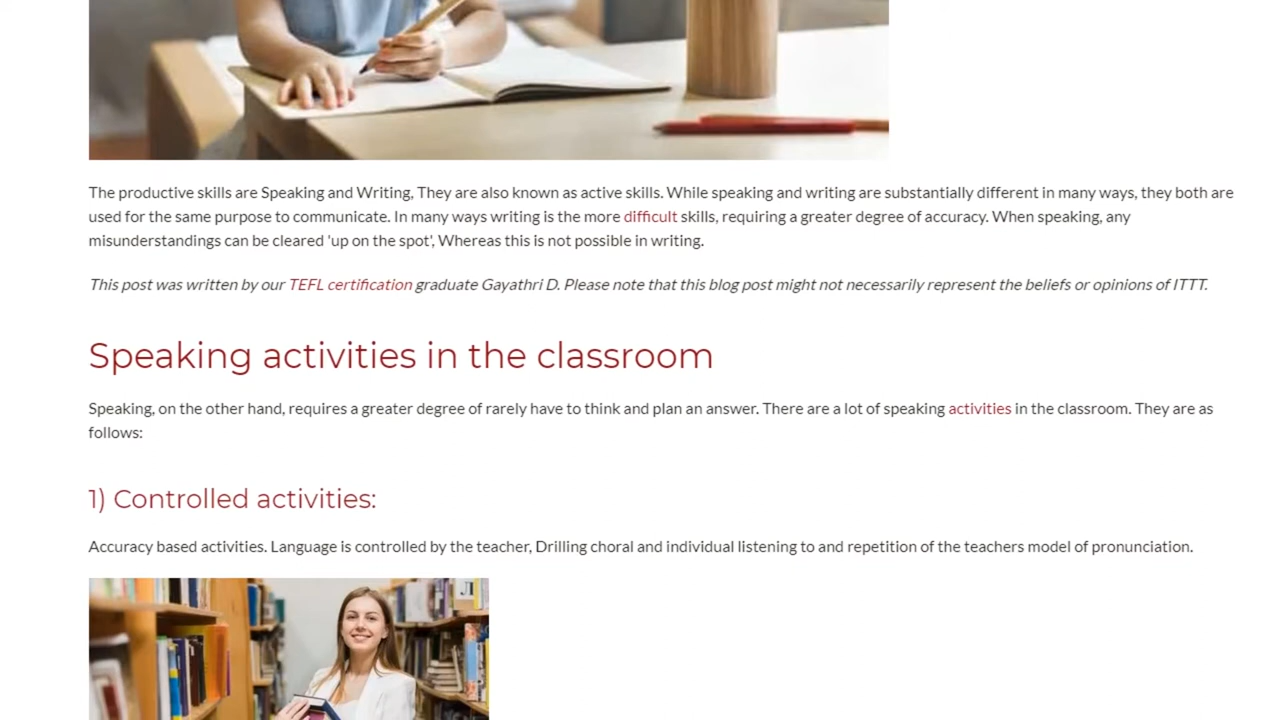 The productive skills are Speaking and Writing, They are also known as active skills. While speaking and writing are substantially different in many ways, they both are
used for the same purpose to communicate. In many ways writing is the more difficult skills, requiring a greater degree of accuracy. When speaking, any
misunderstandings can be cleared 'up on the spot', Whereas this is not possible in writing.
This post was written by our TEFL certification graduate Gayathri D. Please note that this blog post might not necessarily represent the beliefs or opinions of ITTT.
Speaking activities in the classroom
Speaking, on the other hand, requires a greater degree of rarely have to think and plan an answer. There are a lot of speaking activities in the classroom. They are as
follows:
1) Controlled activities:
Accuracy based activities. Language is controlled by the teacher, Drilling choral and individual listening to and repetition of the teachers model of pronunciation.